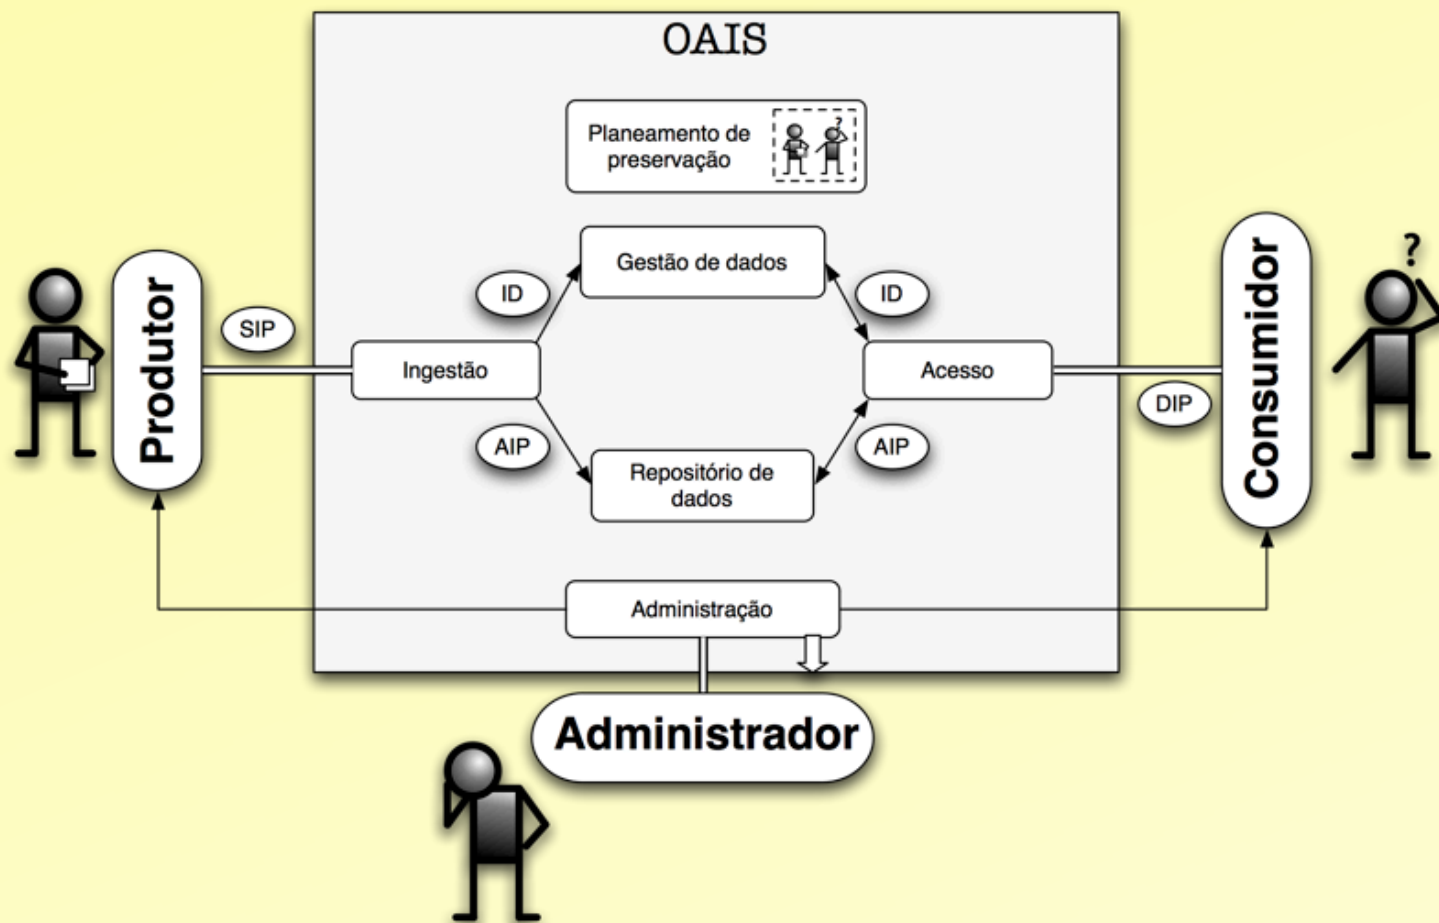 OAIS
Planeamento de
preservação
?
Gestão de dados
ID
ID
SIP
Produtor
Ingestão
Acesso
Consumidor
?
DIP
AIP
AIP
Repositório de
dados
Administração
Administrador